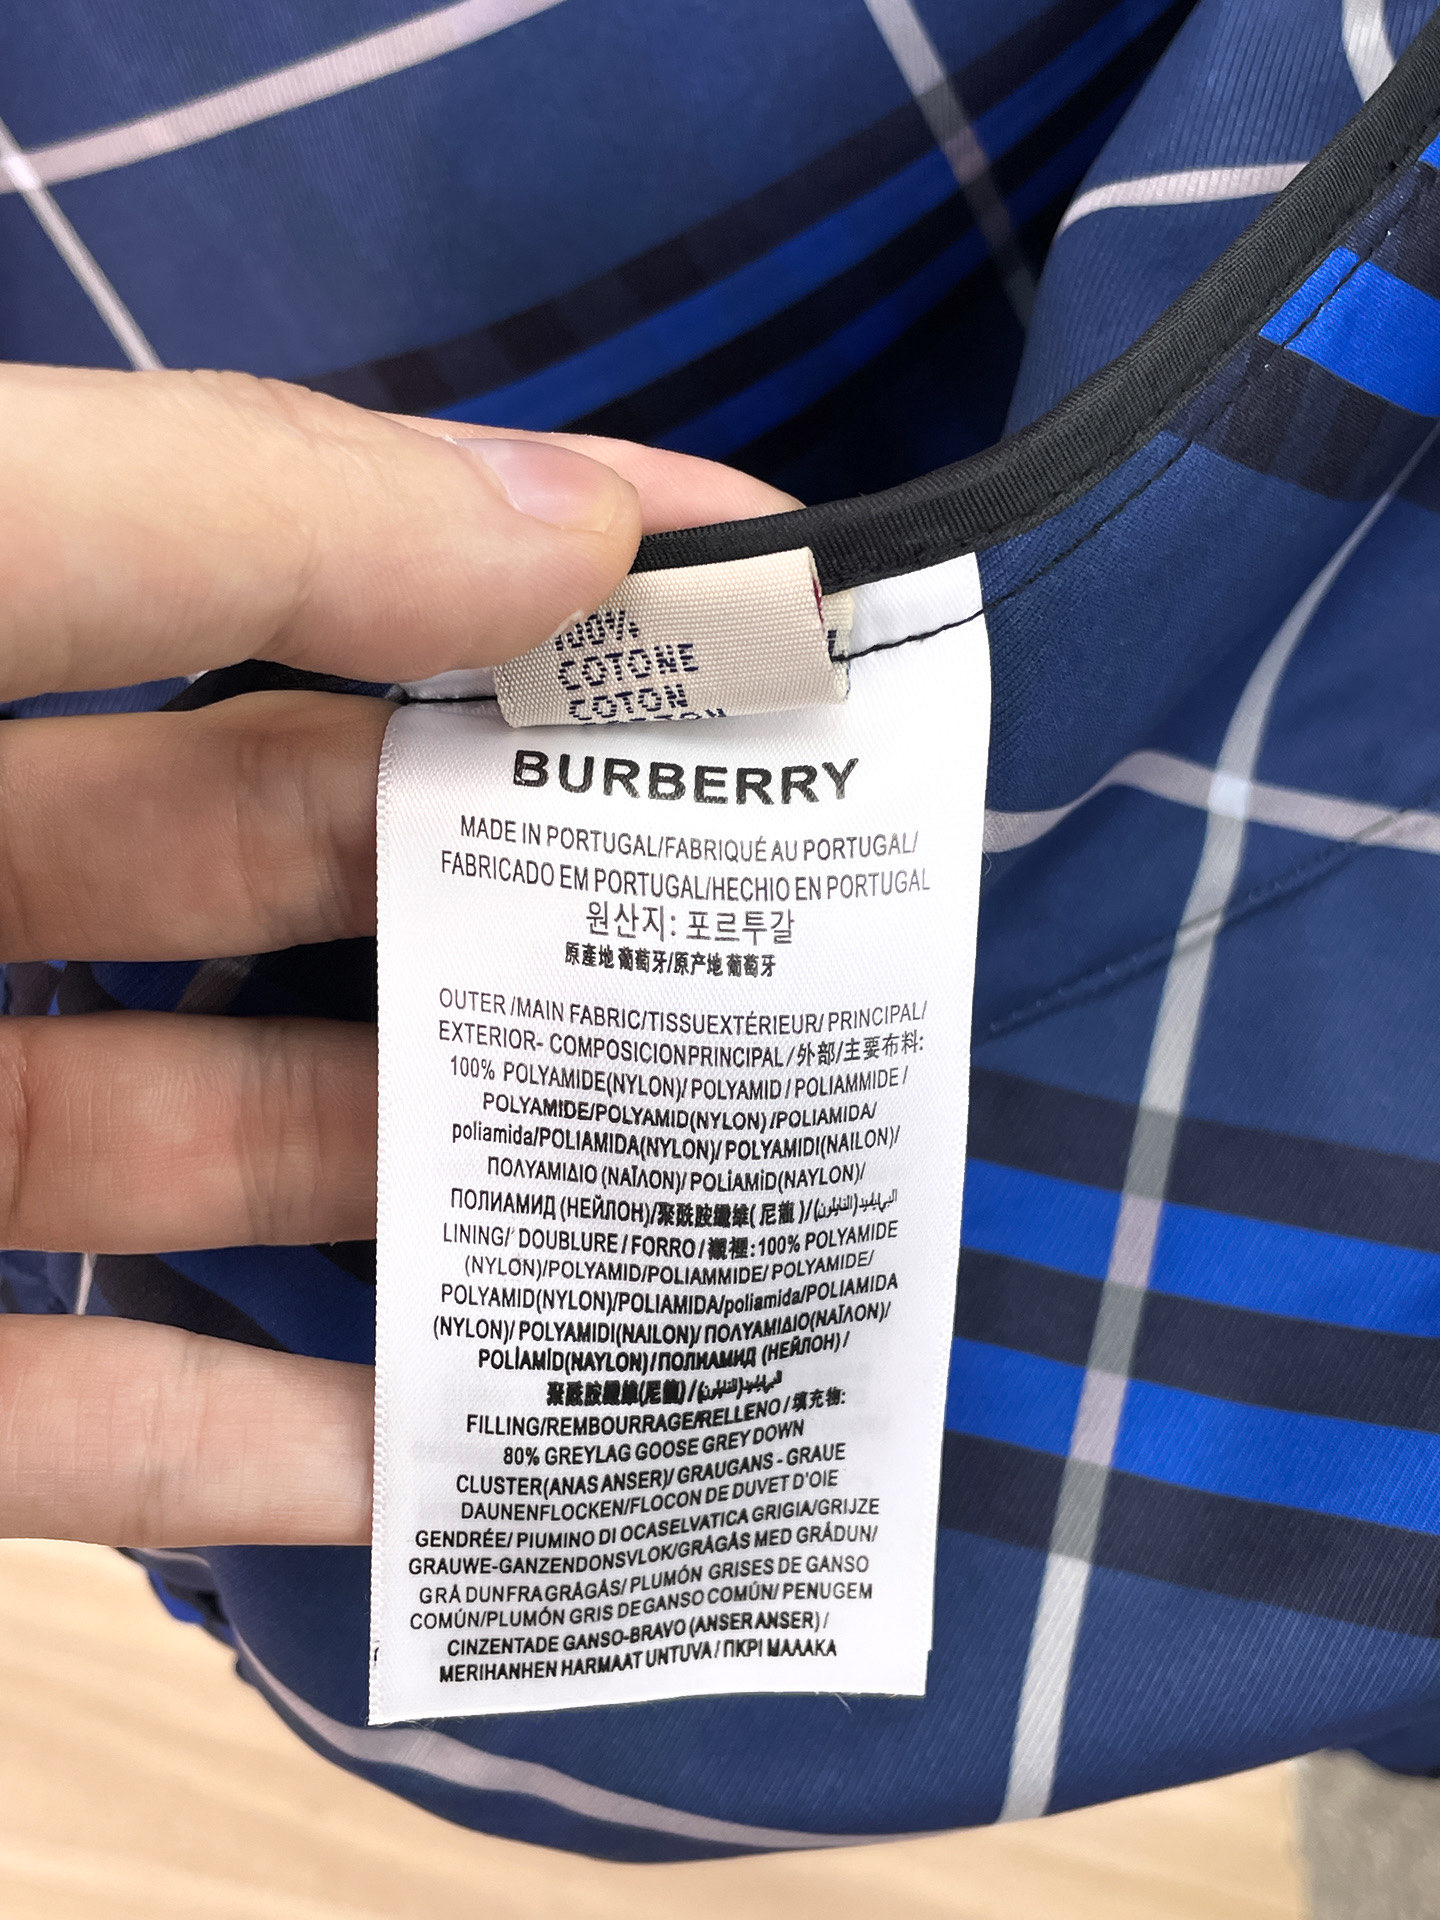 100%
COTONE
COTON
BURBERRY
MADE IN PORTUGAL/FABRIQUÉ AU PORTUGAL/
FABRICADO EM PORTUGAL/HECHIO EN PORTUGAL
원산지: 포르투갈
原產地 葡萄牙/原产地 葡萄牙
OUTER /MAIN FABRIC/TISSUEXTÉRIEUR/ PRINCIPAL/
EXTERIOR- COMPOSICIONPRINCIPAL/外部/主要布料:
100% POLYAMIDE(NYLON)/ POLYAMID / POLIAMMIDE /
POLYAMIDE/POLYAMID(NYLON) /POLIAMIDA/
poliamida/POLIAMIDA(NYLON)/ POLYAMIDI(NAILON)/
ΠΟΛΥΑΜΙΔΙΟ (ΝΑΪΛΟΝ)/ POLİAMİD(NAYLON)/
ПОЛИАМИД (НЕЙЛОН)/聚酰胺纖維( 尼龍 )/
LINING/ DOUBLURE / FORRO / 襯裡:100% POLYAMIDE
(NYLON)/POLYAMID/POLIAMMIDE/ POLYAMIDE/
POLYAMID(NYLON)/POLIAMIDA/poliamida/POLIAMIDA
(NYLON)/ POLYAMIDI(NAILON)/ ΠΟΛΥΑΜΙΔΙΟ(ΝΑΪΛΟΝ)/
POLİAMİD(NAYLON)/ПОЛИАМИД (НЕЙЛОН)/
聚酰胺纖維(尼龍)/
FILLING/REMBOURRAGE/RELLENO/填充物:
80% GREYLAG GOOSE GREY DOWN
CLUSTER(ANAS ANSER)/ GRAUGANS - GRAUE
DAUNENFLOCKEN/FLOCON DE DUVET D'OIE
GENDRÉE/ PIUMINO DI OCASELVATICA GRIGIA/GRIJZE
GRAUWE-GANZENDONSVLOK/GRÅGÅS MED GRÅDUN/
GRÅ DUNFRAGRÅGÅS/ PLUMÓN GRISES DE GANSO
COMÚN/PLUMÓN GRIS DE GANSO COMÚN/ PENUGEM
CINZENTADE GANSO-BRAVO (ANSER ANSER) /
MERIHANHEN HARMAAT UNTUVA / ΓΚΡΙ ΜΑΛΑΚΑ